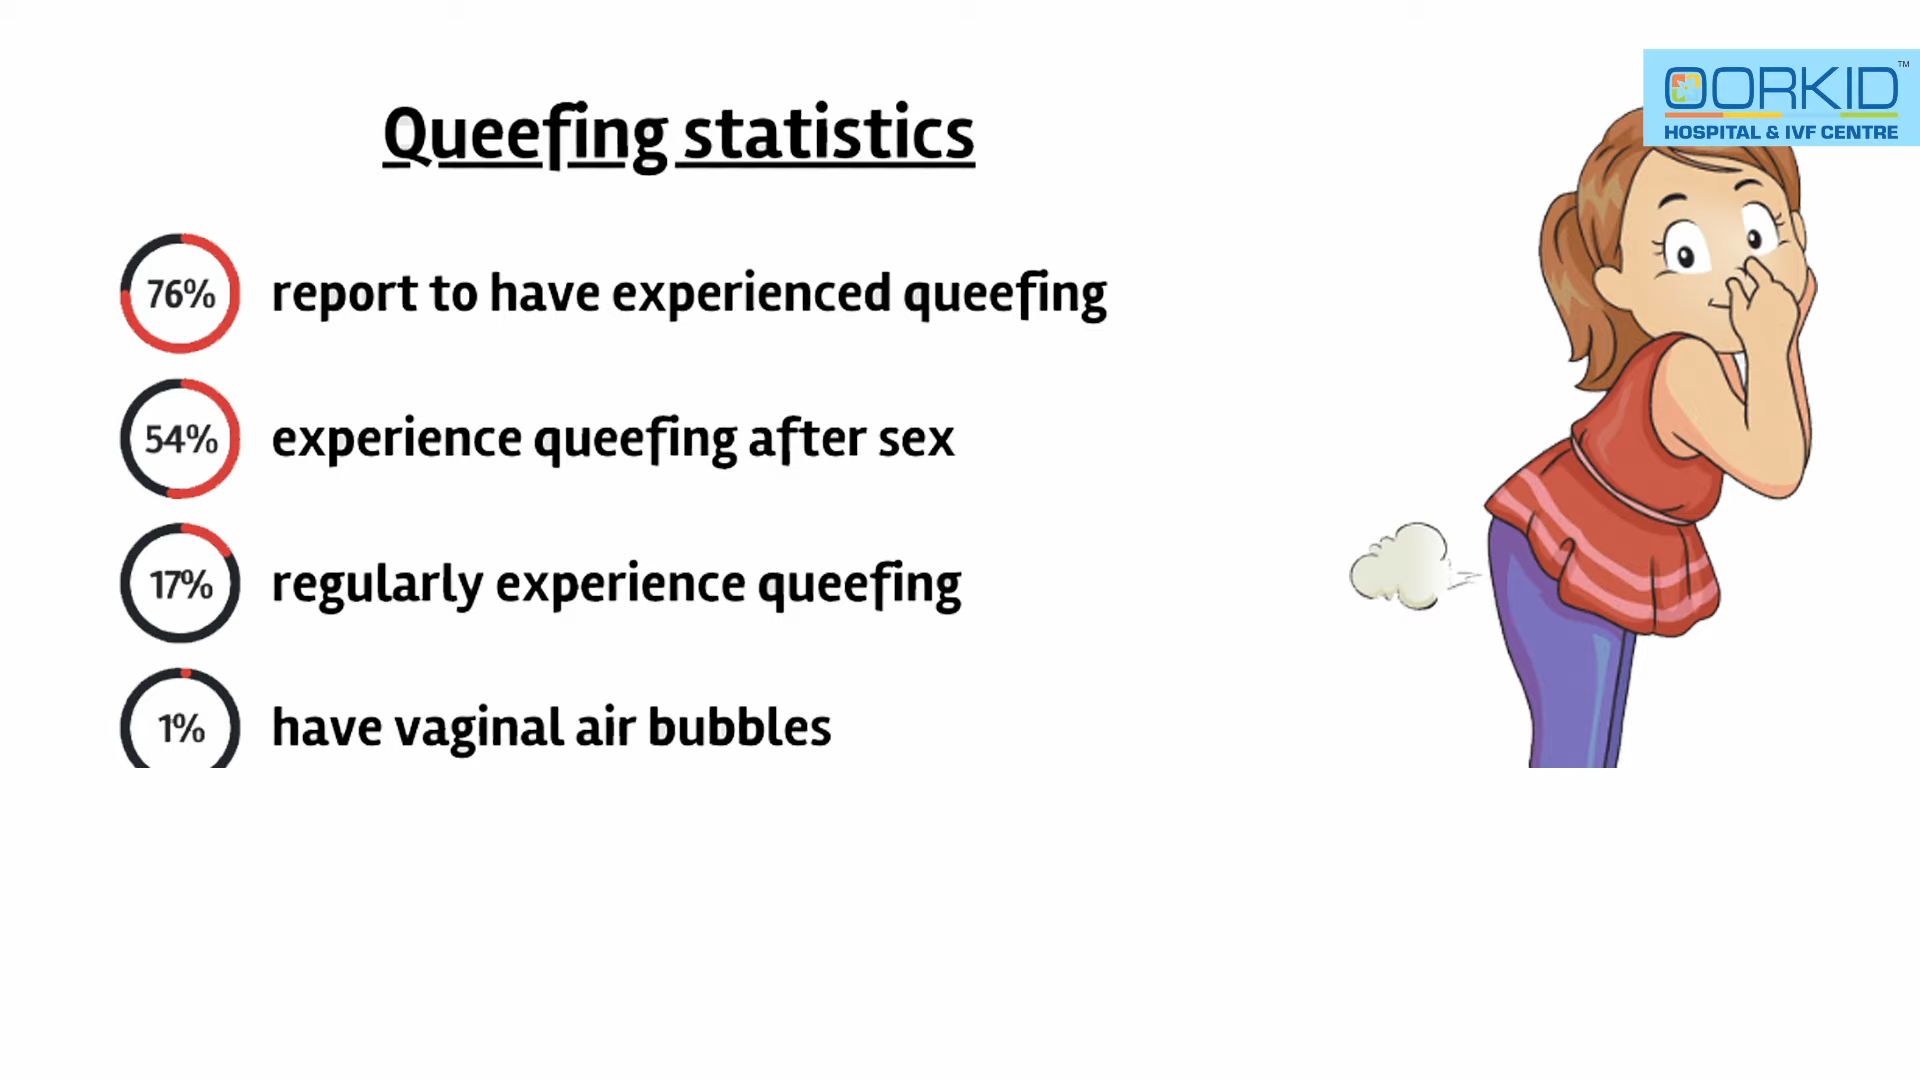 OORKID™
HOSPITAL & IVF CENTRE
Queefing statistics
76% report to have experienced queefing
54% experience queefing after sex
17% regularly experience queefing
1% have vaginal air bubbles